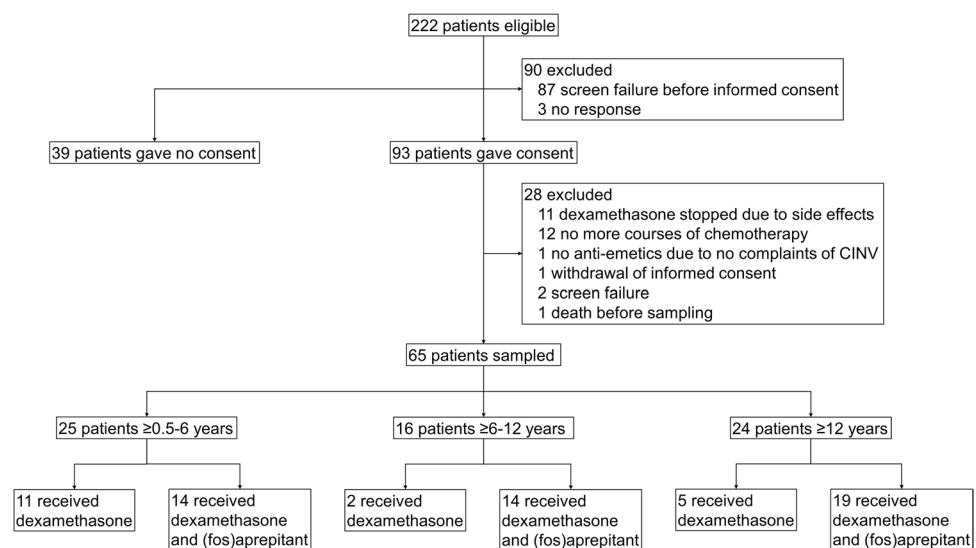 222 patients eligible
90 excluded
87 screen failure before informed consent
3 no response
39 patients gave no consent
93 patients gave consent
28 excluded
11 dexamethasone stopped due to side effects
12 no more courses of chemotherapy
1 no anti-emetics due to no complaints of CINV
1 withdrawal of informed consent
2 screen failure
1 death before sampling
65 patients sampled
25 patients ≥0.5-6 years
16 patients ≥6-12 years
24 patients ≥12 years
11 received
dexamethasone
14 received
dexamethasone
and (fos)aprepitant
2 received
dexamethasone
14 received
dexamethasone
and (fos)aprepitant
5 received
dexamethasone
19 received
dexamethasone
and (fos)aprepitant